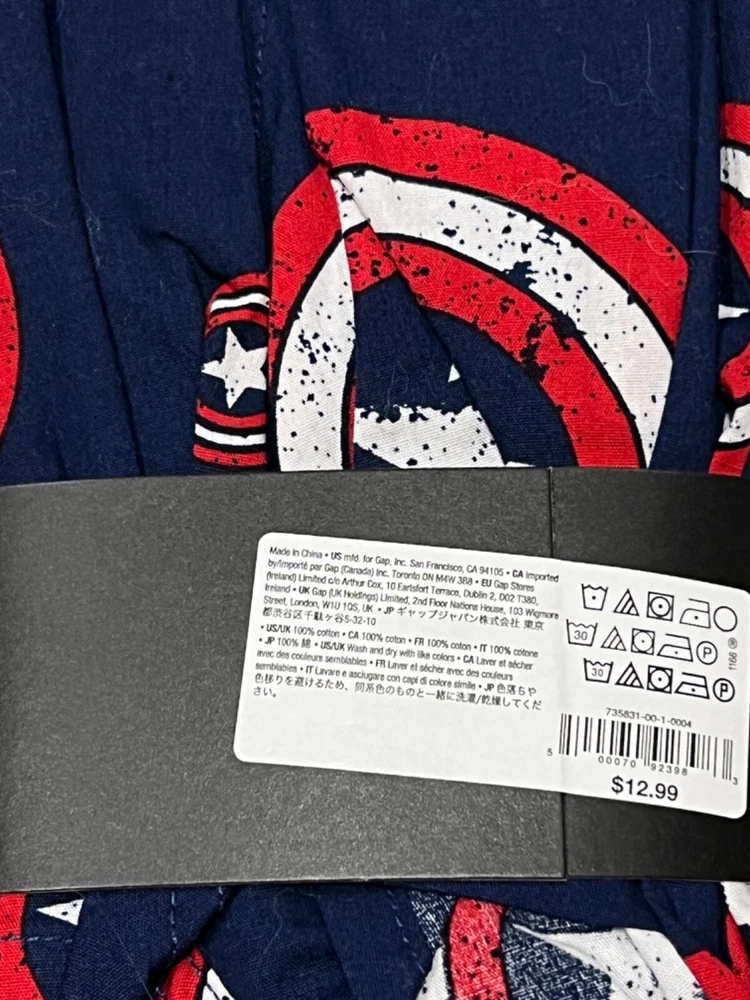 Made in China • US mfd. for Gap, Inc. San Francisco, CA 94105 • CA Imported
by/Importé par Gap (Canada) Inc. Toronto ON M4W 3B8 • EU Gap Stores
(Ireland) Limited c/o Arthur Cox, 10 Earlsfort Terrace, Dublin 2, D02 T380,
Ireland • UK Gap (UK Holdings) Limited, 2nd Floor Nations House, 103 Wigmore
Street, London, W1U 1QS, UK • JP ギャップジャパン株式会社 東京
都渋谷区千駄ヶ谷5-32-10
• US/UK 100% cotton • CA 100% coton • FR 100% coton • IT 100% cotone
• JP 100% 綿 • US/UK Wash and dry with like colors • CA Laver et sécher
avec des couleurs semblables • FR Laver et sécher avec des couleurs
semblables • IT Lavare e asciugare con capi di colore simile • JP 色落ちや
色移りを避けるため、同系色のものと一緒に洗濯/乾燥してくだ
さい。
30 P
30 P
1166 ®
735831-00-1-0004
5 00070 92398 3
$12.99